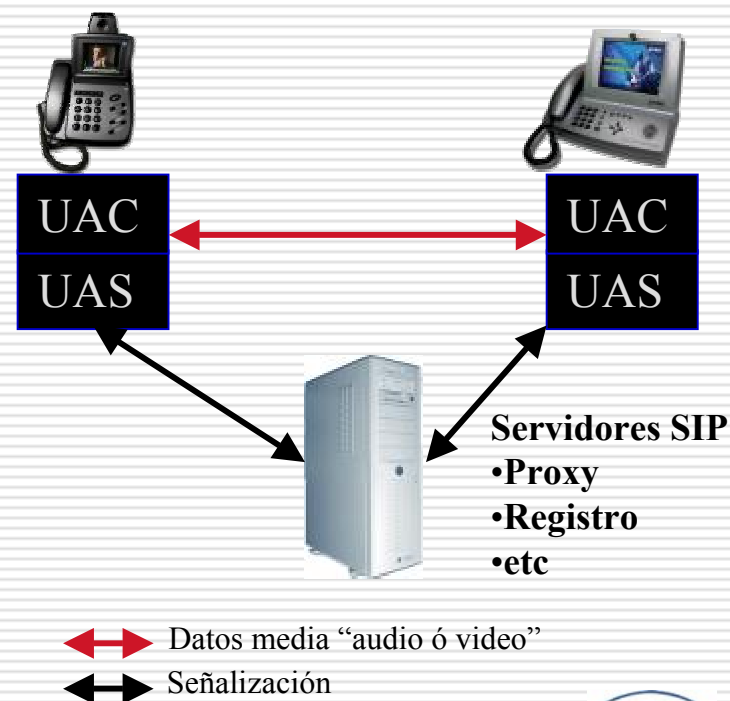 UAC
UAC
UAS
UAS
Servidores SIP
•Proxy
•Registro
•etc
Datos media “audio ó video”
Señalización